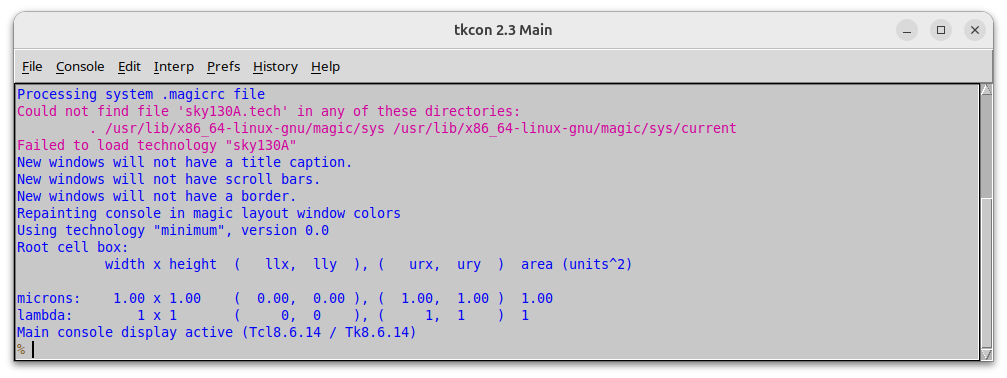 tkcon 2.3 Main
File Console Edit Interp Prefs History Help
Processing system .magicrc file
Could not find file 'sky130A.tech' in any of these directories:
         . /usr/lib/x86_64-linux-gnu/magic/sys /usr/lib/x86_64-linux-gnu/magic/sys/current
Failed to load technology "sky130A"
New windows will not have a title caption.
New windows will not have scroll bars.
New windows will not have a border.
Repainting console in magic layout window colors
Using technology "minimum", version 0.0
Root cell box:
           width x height  (   llx,  lly  ), (   urx,  ury  )  area (units^2)
microns:    1.00 x 1.00    (  0.00,  0.00 ), (  1.00,  1.00 )  1.00
lambda:        1 x 1       (     0,  0    ), (     1,  1    )  1
Main console display active (Tcl8.6.14 / Tk8.6.14)
%